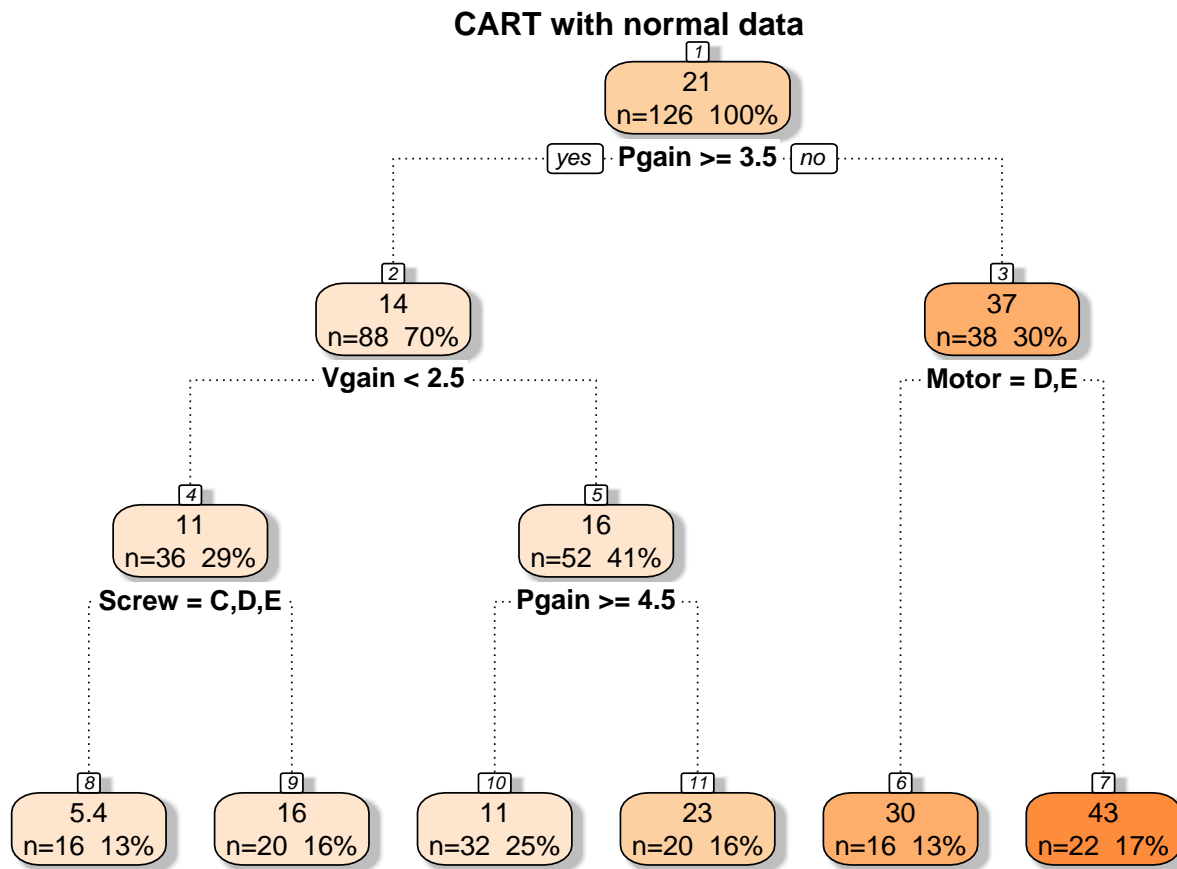 CART with normal data
1
21
n=126 100%
yes Pgain >= 3.5 no
2
14
n=88 70%
Vgain < 2.5
3
37
n=38 30%
Motor = D,E
4
11
n=36 29%
Screw = C,D,E
5
16
n=52 41%
Pgain >= 4.5
8
5.4
n=16 13%
9
16
n=20 16%
10
11
n=32 25%
11
23
n=20 16%
6
30
n=16 13%
7
43
n=22 17%